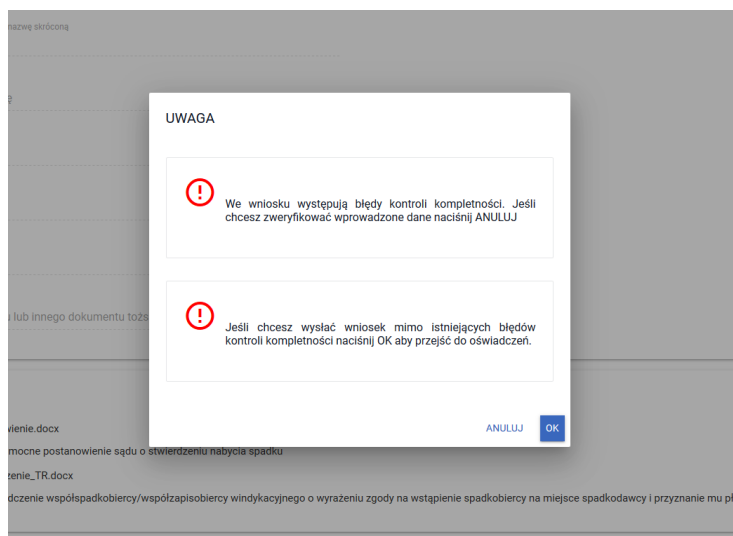 nazwę skróconą
ę
UWAGA
We wniosku występują błędy kontroli kompletności. Jeśli
chcesz zweryfikować wprowadzone dane naciśnij ANULUJ
Jeśli chcesz wysłać wniosek mimo istniejących błędów
kontroli kompletności naciśnij OK aby przejść do oświadczeń.
u lub innego dokumentu tożs
ANULUJ OK
wienie.docx
mocne postanowienie sądu o stwierdzeniu nabycia spadku
zenie_TR.docx
dczenie współspadkobiercy/współzapisobiercy windykacyjnego o wyrażeniu zgody na wstąpienie spadkobiercy na miejsce spadkodawcy i przyznanie mu pł